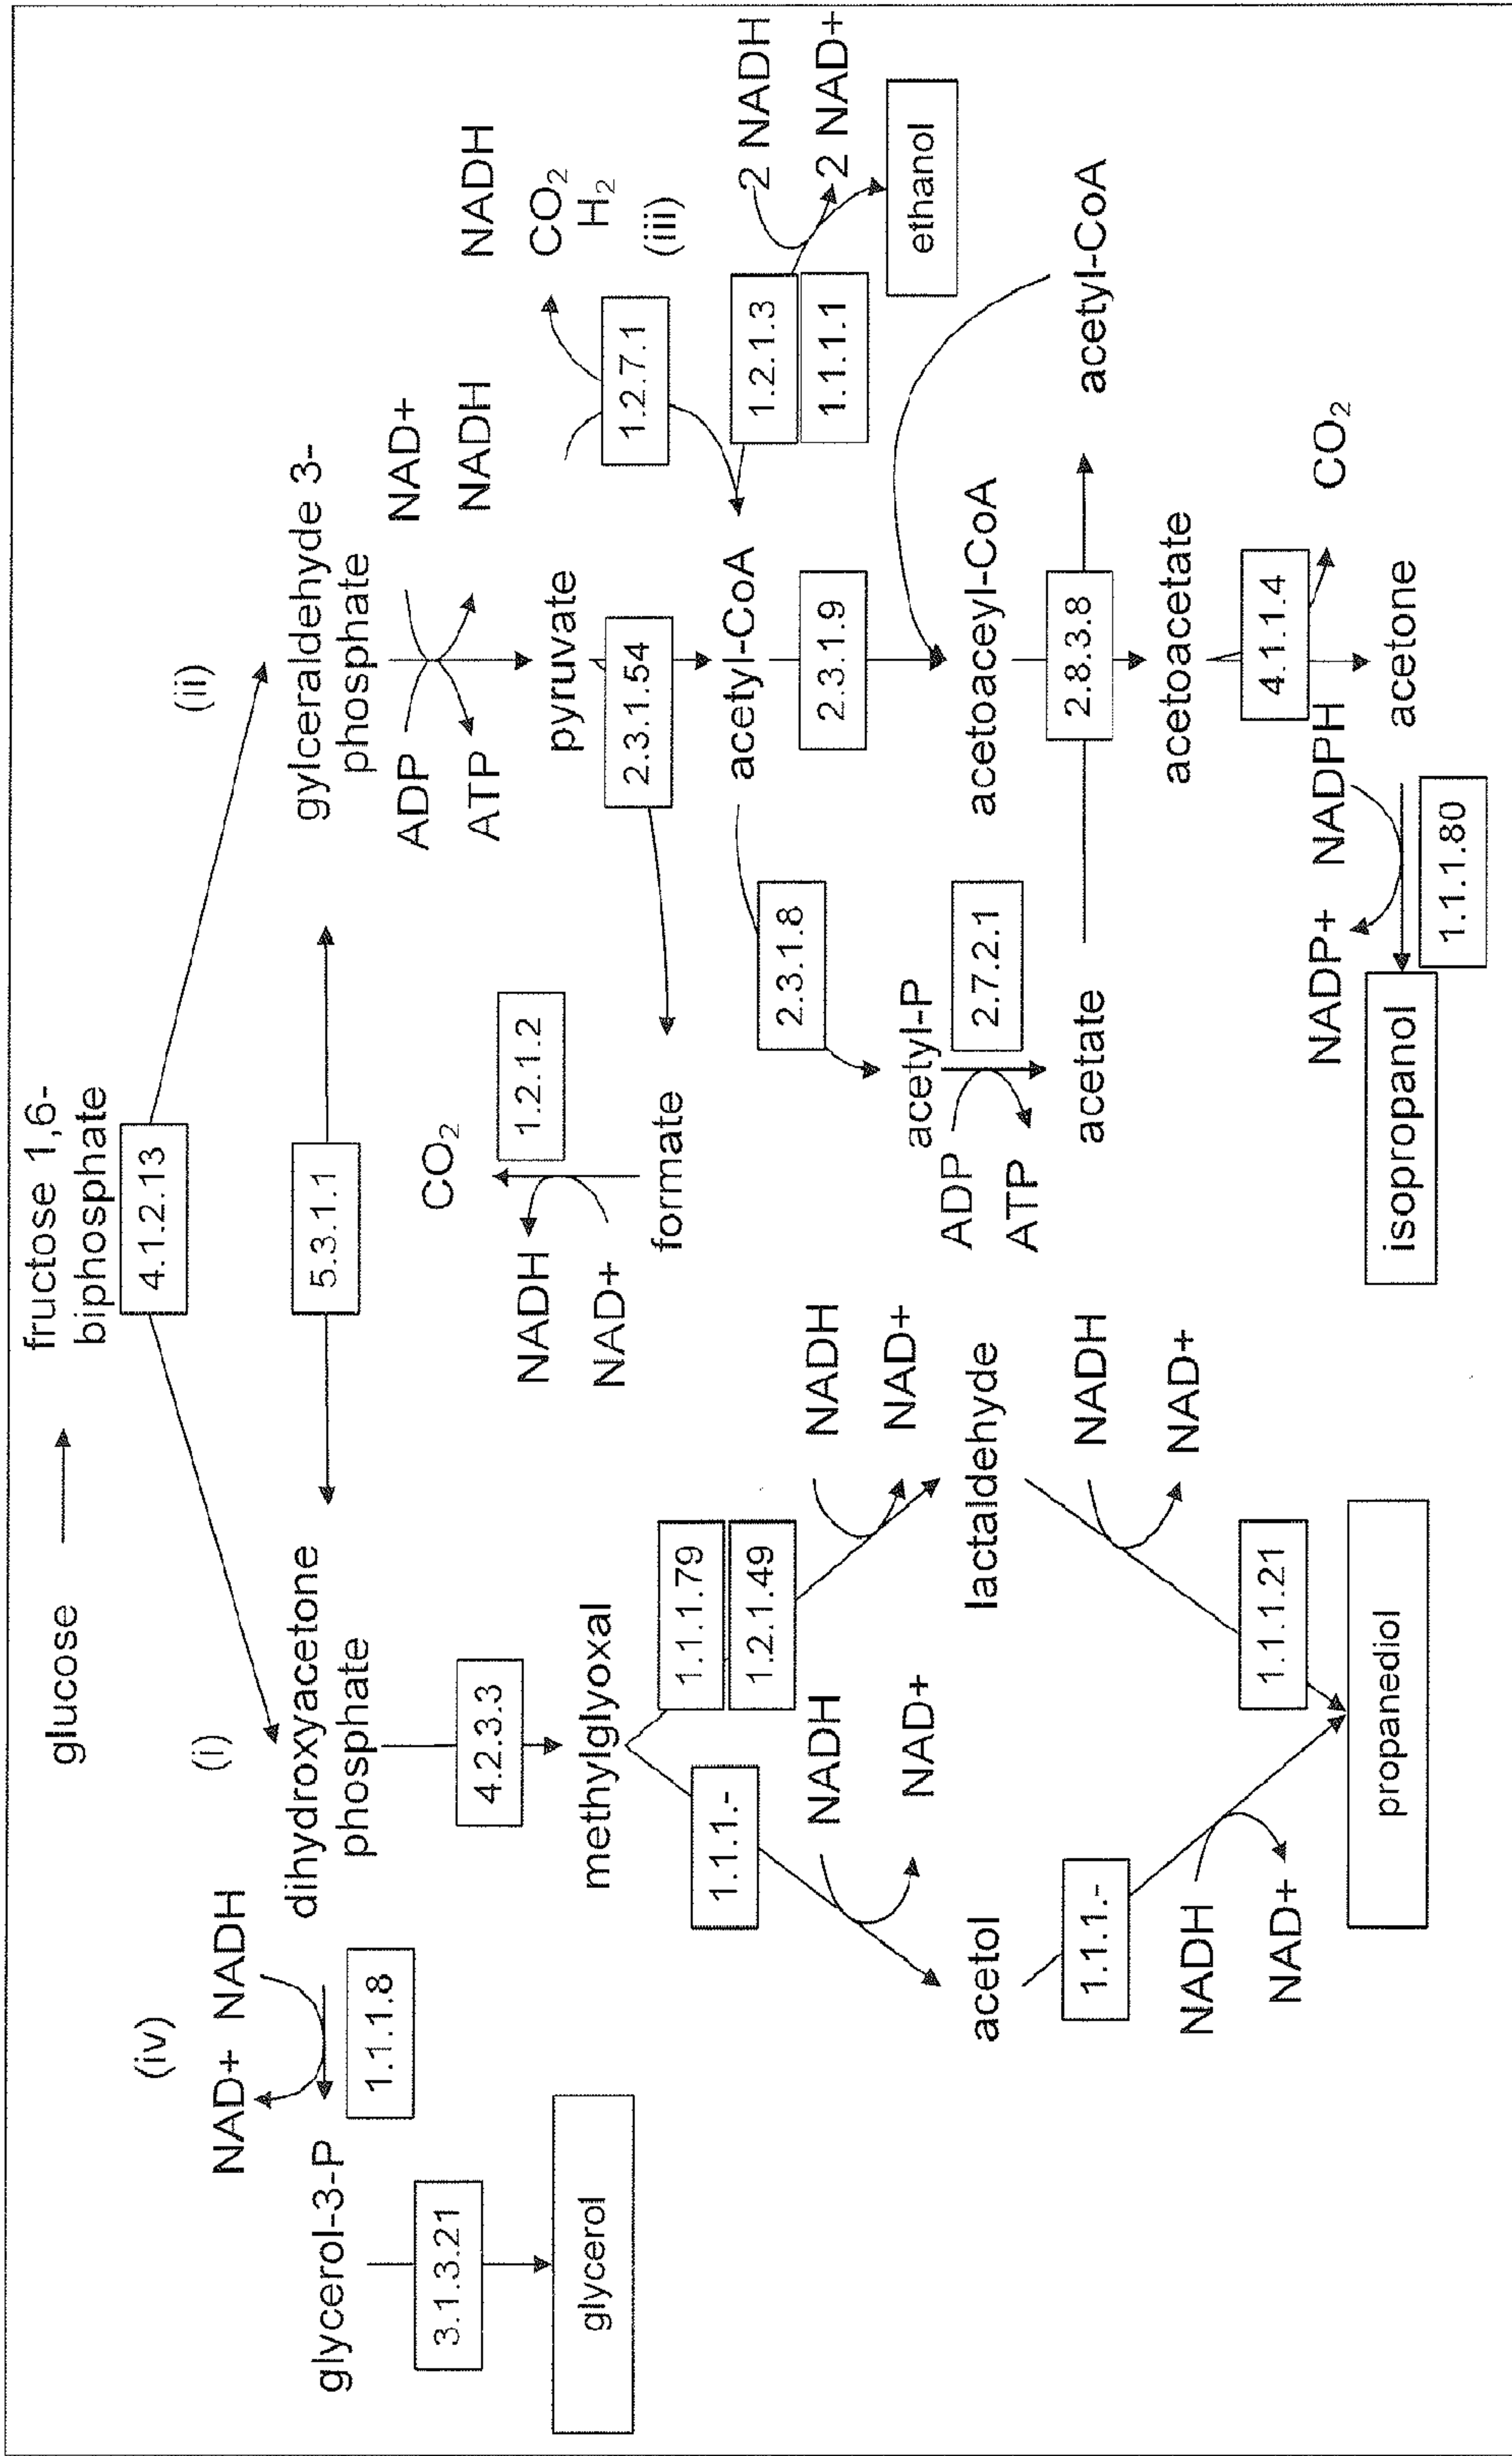 glucose
fructose 1,6-
biphosphate
4.1.2.13
(iv)
(i)
(ii)
NAD+ NADH
glycerol-3-P
1.1.1.8
dihydroxyacetone
phosphate
5.3.1.1
gylceraldehyde 3-
phosphate
3.1.3.21
glycerol
4.2.3.3
methylglyoxal
ADP
ATP
NAD+
NADH
CO₂
1.2.1.2
NADH
NAD+
formate
pyruvate
2.3.1.54
1.2.7.1
NADH
CO₂
H₂
(iii)
1.1.1.-
NADH
NAD+
1.1.1.79
1.2.1.49
NADH
NAD+
acetyl-CoA
1.2.1.3
1.1.1.1
2 NADH
2 NAD+
ethanol
2.3.1.8
2.3.1.9
acetol
lactaldehyde
acetyl-P
ADP
ATP
2.7.2.1
acetoaceyl-CoA
acetate
2.8.3.8
acetyl-CoA
1.1.1.-
NADH
NAD+
NADH
NAD+
1.1.1.21
acetoacetate
4.1.1.4
CO₂
propanediol
NADP+ NADPH
isopropanol
acetone
1.1.1.80